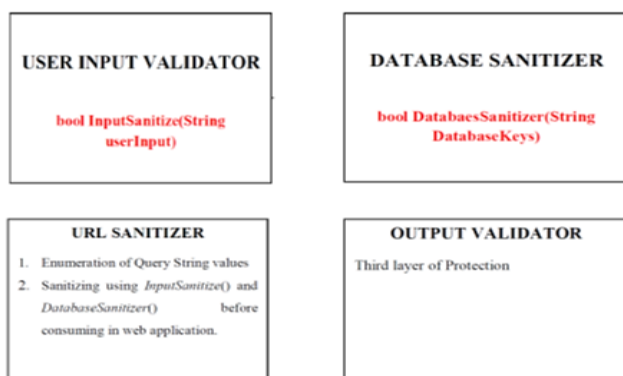 USER INPUT VALIDATOR
bool InputSanitize(String
userInput)
DATABASE SANITIZER
bool DatabaesSanitizer(String
DatabaseKeys)
URL SANITIZER
1. Enumeration of Query String values
2. Sanitizing using InputSanitize() and
DatabaseSanitizer() before
consuming in web application.
OUTPUT VALIDATOR
Third layer of Protection